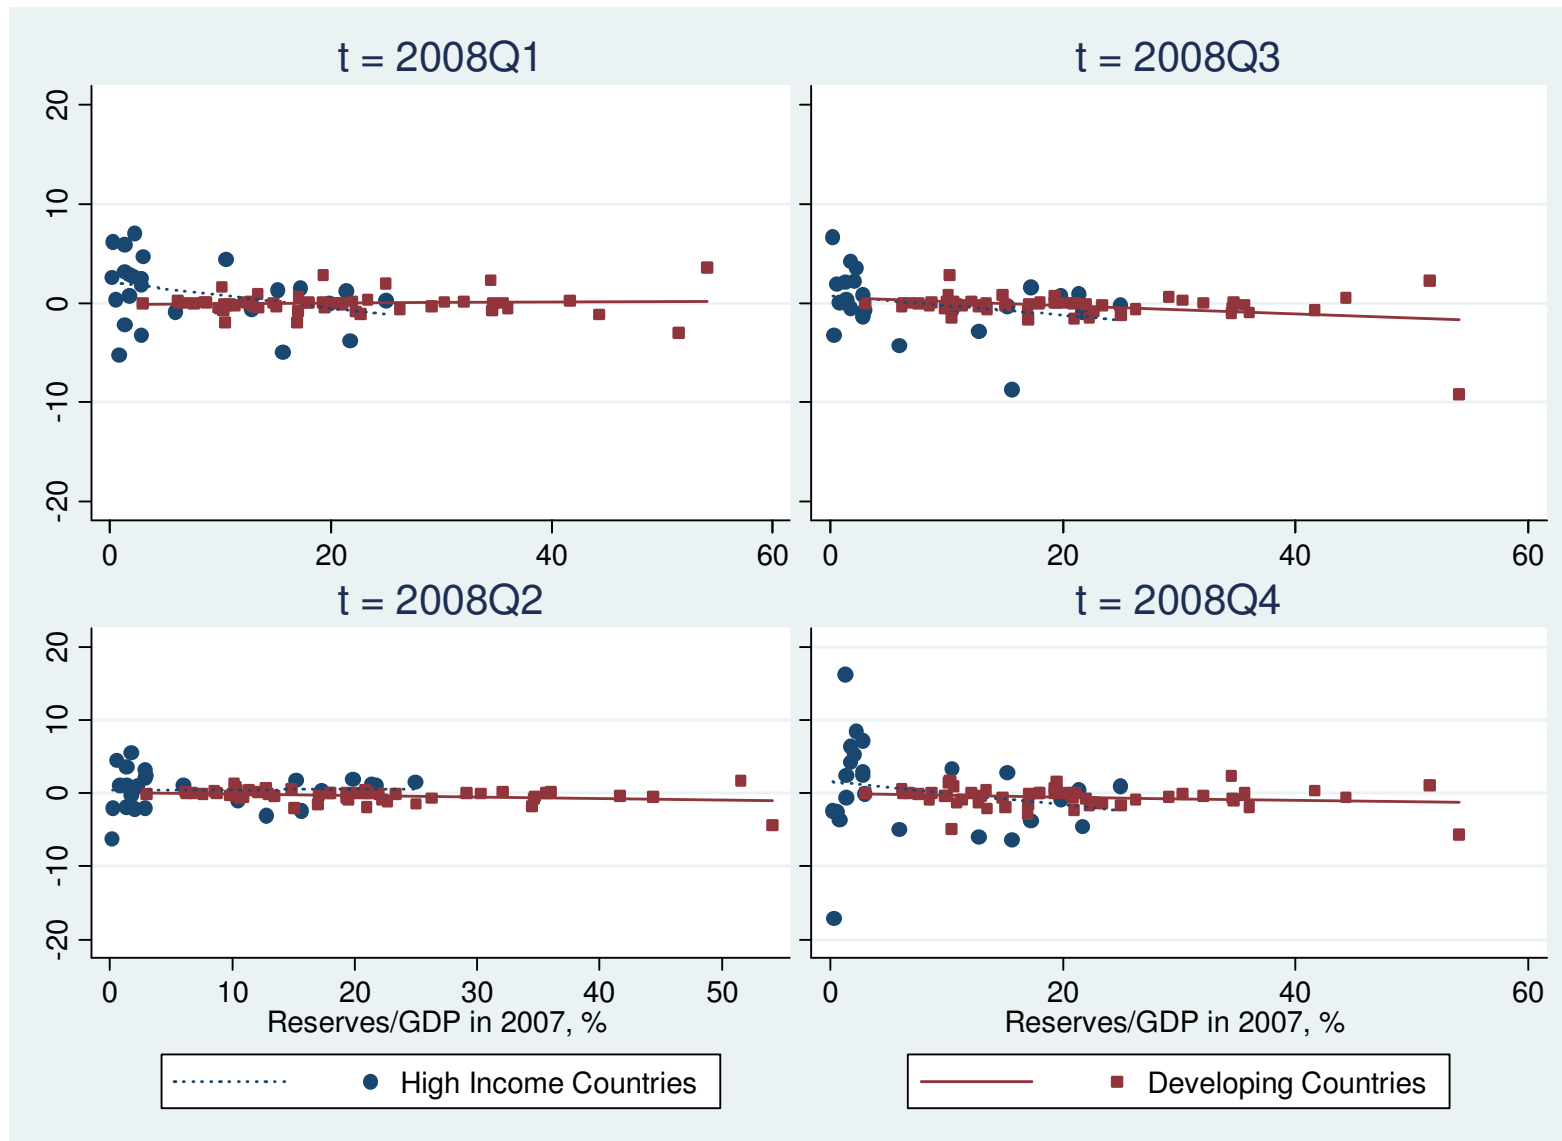 t = 2008Q1
20
10
0
-10
-20
0 20 40 60
t = 2008Q3
0 20 40 60
t = 2008Q2
20
10
0
-10
-20
0 10 20 30 40 50
Reserves/GDP in 2007, %
t = 2008Q4
0 20 40 60
Reserves/GDP in 2007, %
High Income Countries
Developing Countries